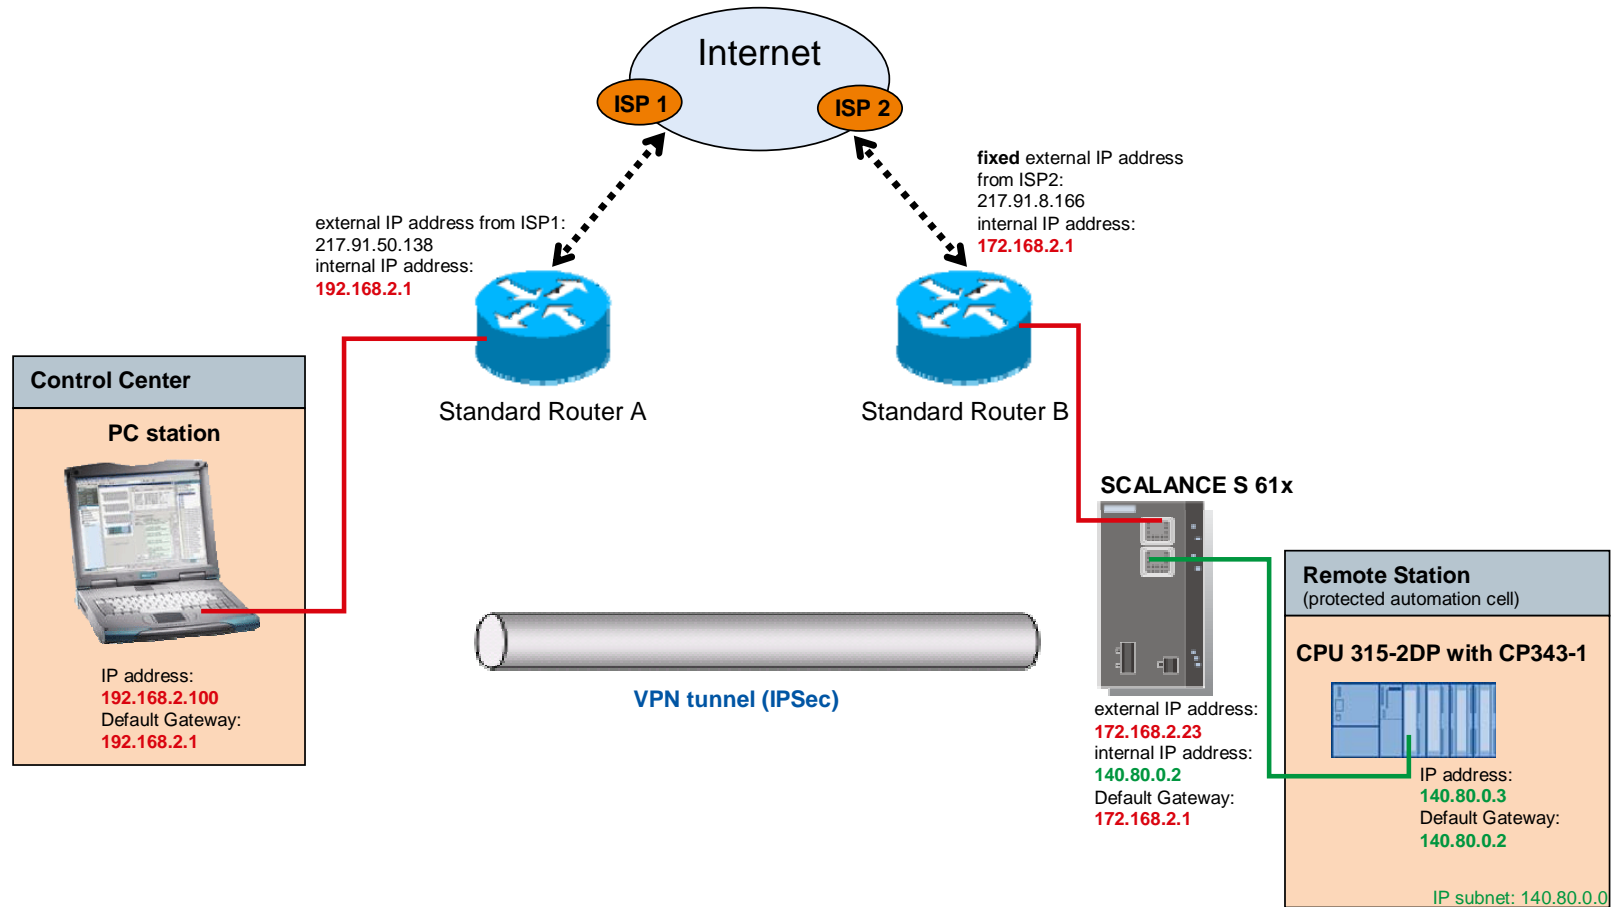 Internet
ISP 1
ISP 2
fixed external IP address
from ISP2:
217.91.8.166
internal IP address:
172.168.2.1
external IP address from ISP1:
217.91.50.138
internal IP address:
192.168.2.1
Standard Router A
Standard Router B
Control Center
PC station
IP address:
192.168.2.100
Default Gateway:
192.168.2.1
VPN tunnel (IPSec)
SCALANCE S 61x
external IP address:
172.168.2.23
internal IP address:
140.80.0.2
Default Gateway:
172.168.2.1
Remote Station
(protected automation cell)
CPU 315-2DP with CP343-1
IP address:
140.80.0.3
Default Gateway:
140.80.0.2
IP subnet: 140.80.0.0